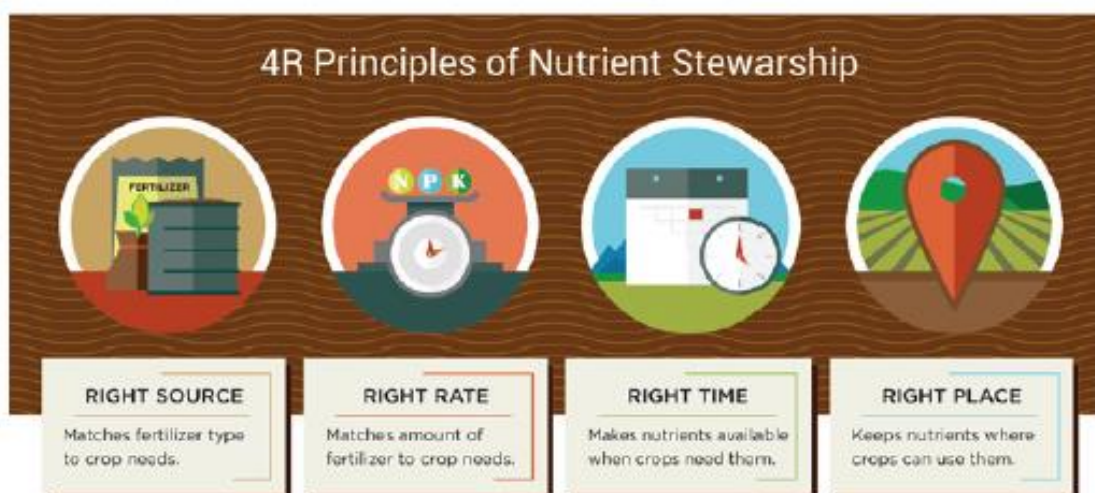 4R Principles of Nutrient Stewarship
FERTILIZER
N P K
RIGHT SOURCE
Matches fertilizer type
to crop needs.
RIGHT RATE
Matches amount of
fertilizer to crop needs.
RIGHT TIME
Makes nutrients available
when crops need them.
RIGHT PLACE
Keeps nutrients where
crops can use them.